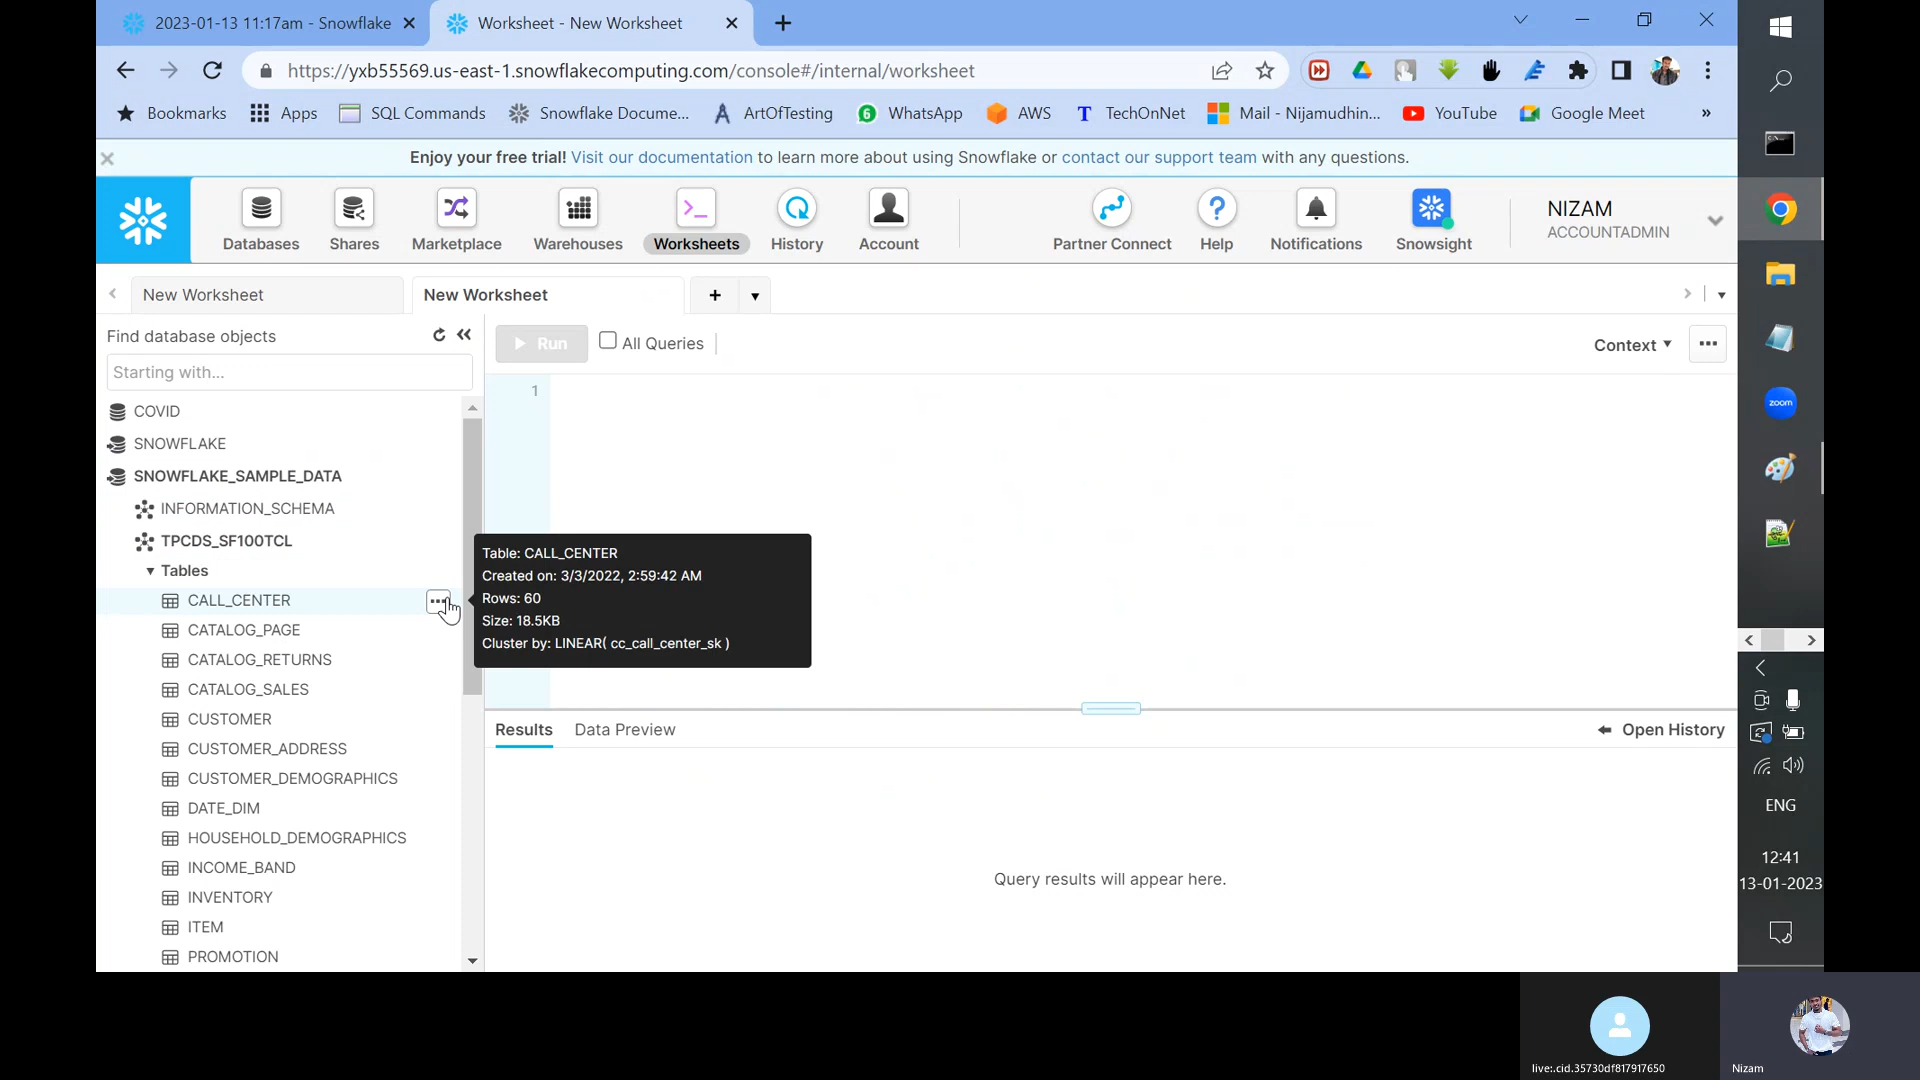 2023-01-13 11:17am - Snowflake
Worksheet - New Worksheet
https://yxb55569.us-east-1.snowflakecomputing.com/console#/internal/worksheet
Bookmarks
Apps
SQL Commands
Snowflake Docume...
ArtOfTesting
WhatsApp
AWS
TechOnNet
Mail - Nijamudhin...
YouTube
Google Meet
»
Enjoy your free trial! Visit our documentation to learn more about using Snowflake or contact our support team with any questions.
Databases
Shares
Marketplace
Warehouses
Worksheets
History
Account
Partner Connect
Help
Notifications
Snowsight
NIZAM
ACCOUNTADMIN
New Worksheet
New Worksheet
Find database objects
Starting with...
Run
All Queries
Context
1
COVID
SNOWFLAKE
SNOWFLAKE_SAMPLE_DATA
INFORMATION_SCHEMA
TPCDS_SF100TCL
Tables
CALL_CENTER
CATALOG_PAGE
CATALOG_RETURNS
CATALOG_SALES
CUSTOMER
CUSTOMER_ADDRESS
CUSTOMER_DEMOGRAPHICS
DATE_DIM
HOUSEHOLD_DEMOGRAPHICS
INCOME_BAND
INVENTORY
ITEM
PROMOTION
Table: CALL_CENTER
Created on: 3/3/2022, 2:59:42 AM
Rows: 60
Size: 18.5KB
Cluster by: LINEAR( cc_call_center_sk )
Results
Data Preview
Open History
Query results will appear here.
zoom
ENG
12:41
13-01-2023
live:.cid.35730df817917650
Nizam